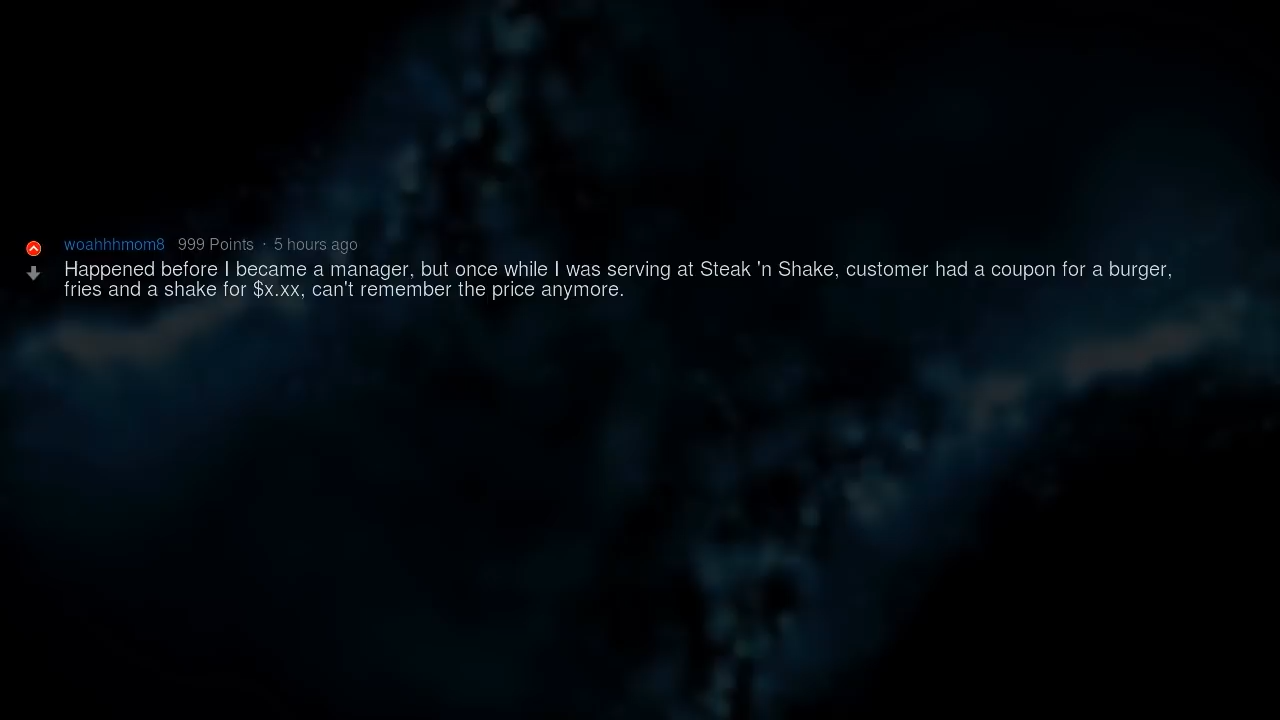 woahhhmom8 999 Points · 5 hours ago
Happened before I became a manager, but once while I was serving at Steak 'n Shake, customer had a coupon for a burger,
fries and a shake for $x.xx, can't remember the price anymore.